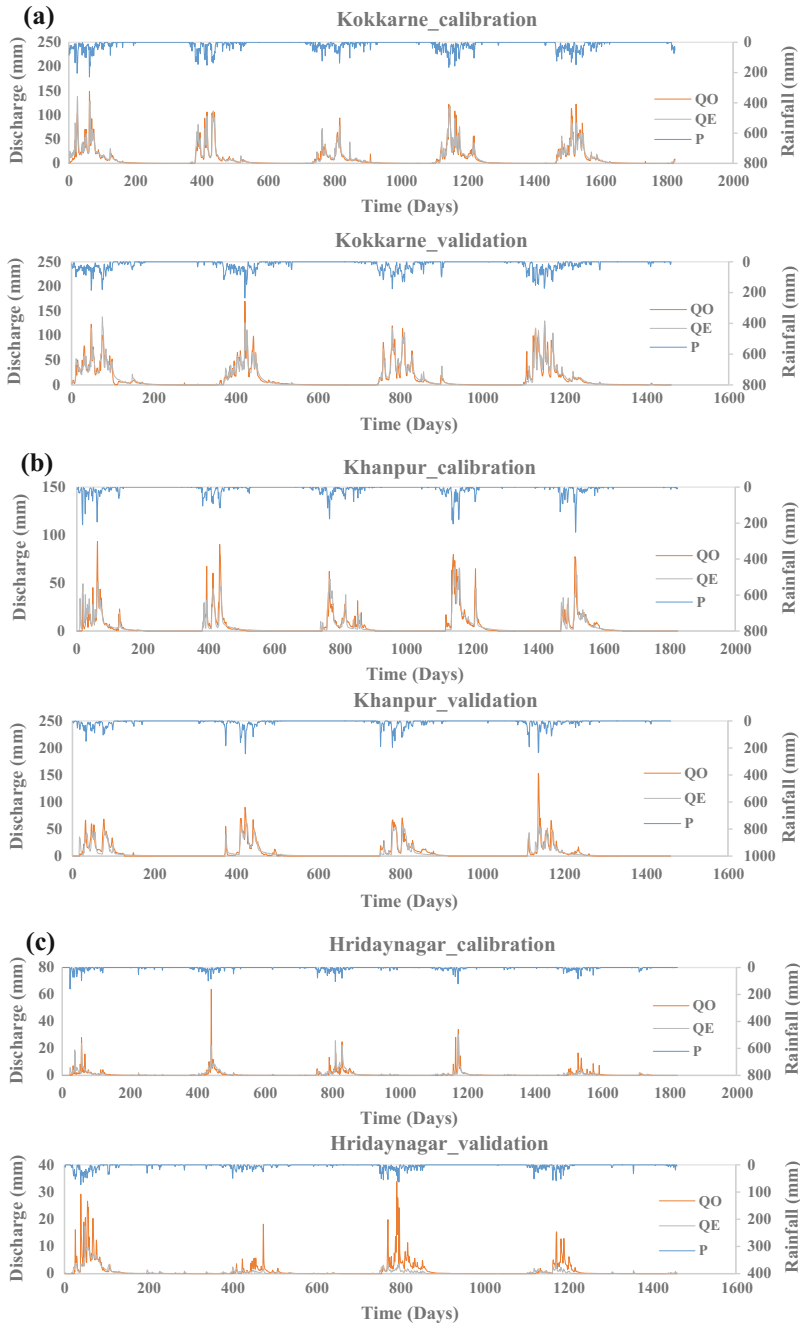 (a)
Kokkarne_calibration
250
200
150
100
50
0
Discharge (mm)
0
200
400
600
800
Rainfall (mm)
QO
QE
P
0 200 400 600 800 1000 1200 1400 1600 1800 2000
Time (Days)
Kokkarne_validation
250
200
150
100
50
0
Discharge (mm)
0
200
400
600
800
Rainfall (mm)
QO
QE
P
0 200 400 600 800 1000 1200 1400 1600
Time (Days)
(b)
Khanpur_calibration
150
100
50
0
Discharge (mm)
0
200
400
600
800
Rainfall (mm)
QO
QE
P
0 200 400 600 800 1000 1200 1400 1600 1800 2000
Time (Days)
Khanpur_validation
250
200
150
100
50
0
Discharge (mm)
0
200
400
600
800
1000
Rainfall (mm)
QO
QE
P
0 200 400 600 800 1000 1200 1400 1600
Time (Days)
(c)
Hridaynagar_calibration
80
60
40
20
0
Discharge (mm)
0
200
400
600
800
Rainfall (mm)
QO
QE
P
0 200 400 600 800 1000 1200 1400 1600 1800 2000
Time (Days)
Hridaynagar_validation
40
30
20
10
0
Discharge (mm)
0
100
200
300
400
Rainfall (mm)
QO
QE
P
0 200 400 600 800 1000 1200 1400 1600
Time (Days)